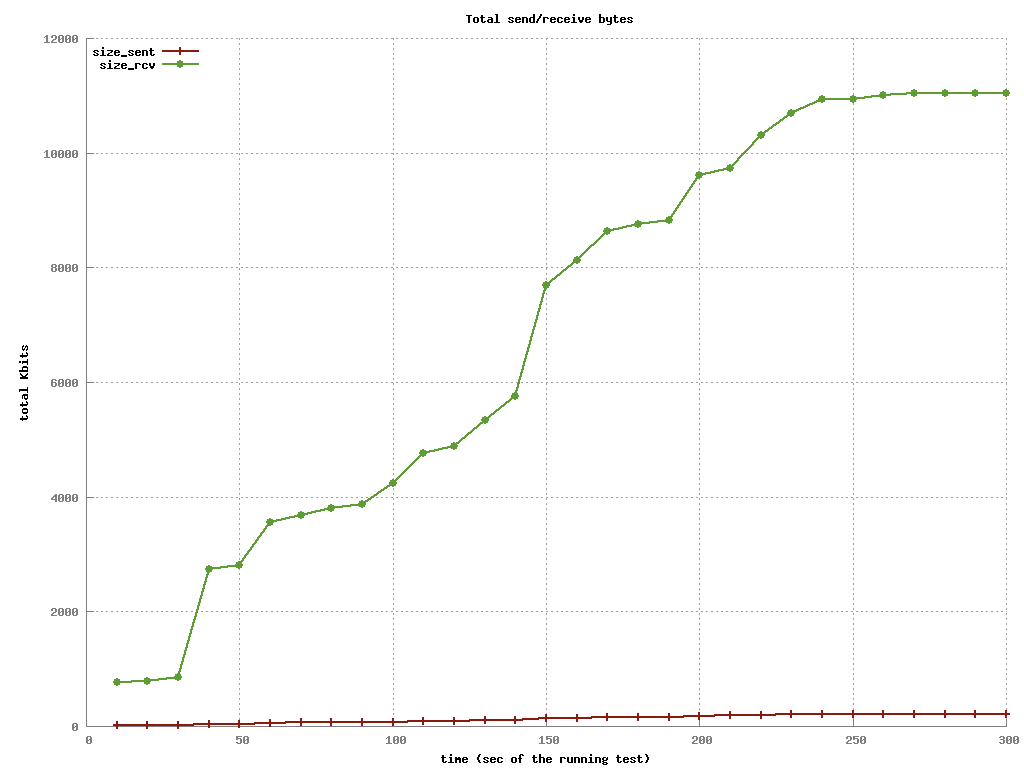 Total send/receive bytes
12000
size_sent
size_rcv
10000
8000
6000
total Kbits
4000
2000
0
0 50 100 150 200 250 300
time (sec of the running test)